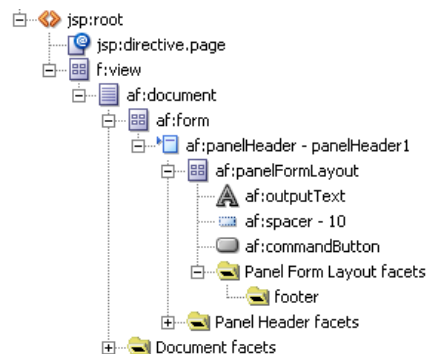 jsp:root
jsp:directive.page
f:view
af:document
af:form
af:panelHeader - panelHeader1
af:panelFormLayout
af:outputText
af:spacer - 10
af:commandButton
Panel Form Layout facets
footer
Panel Header facets
Document facets